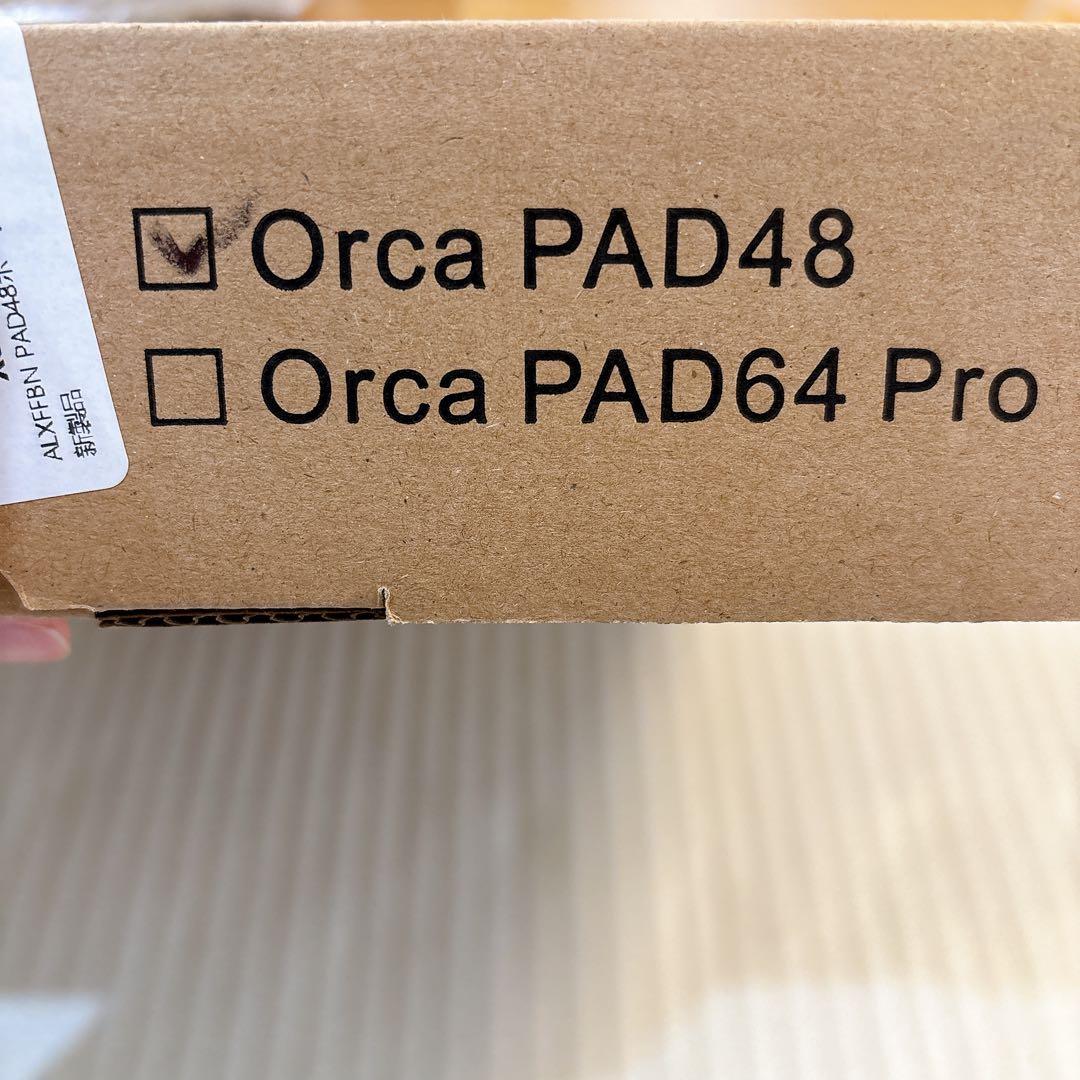 Orca PAD48
Orca PAD64 Pro
ALXFFBN PAD48
新製品